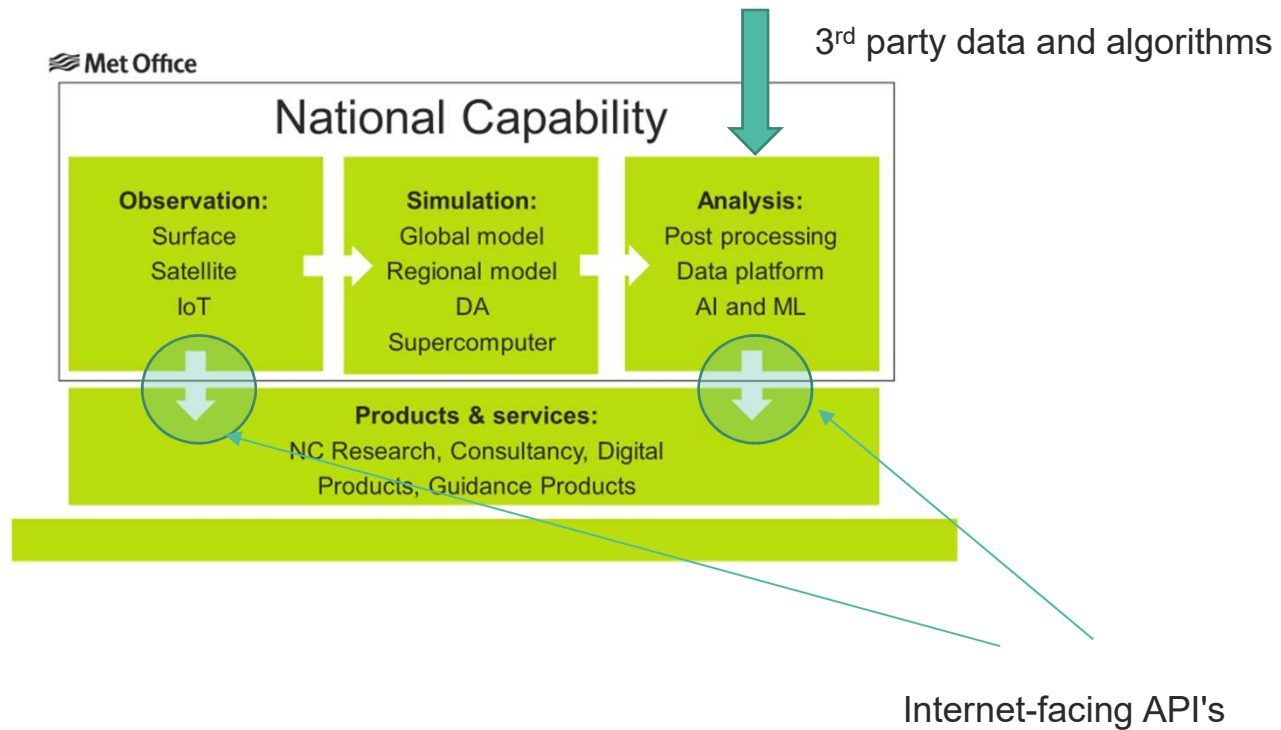 3rd party data and algorithms
Met Office
National Capability
Observation:
Surface
Satellite
IoT
Simulation:
Global model
Regional model
DA
Supercomputer
Analysis:
Post processing
Data platform
AI and ML
Products & services:
NC Research, Consultancy, Digital
Products, Guidance Products
Internet-facing API's